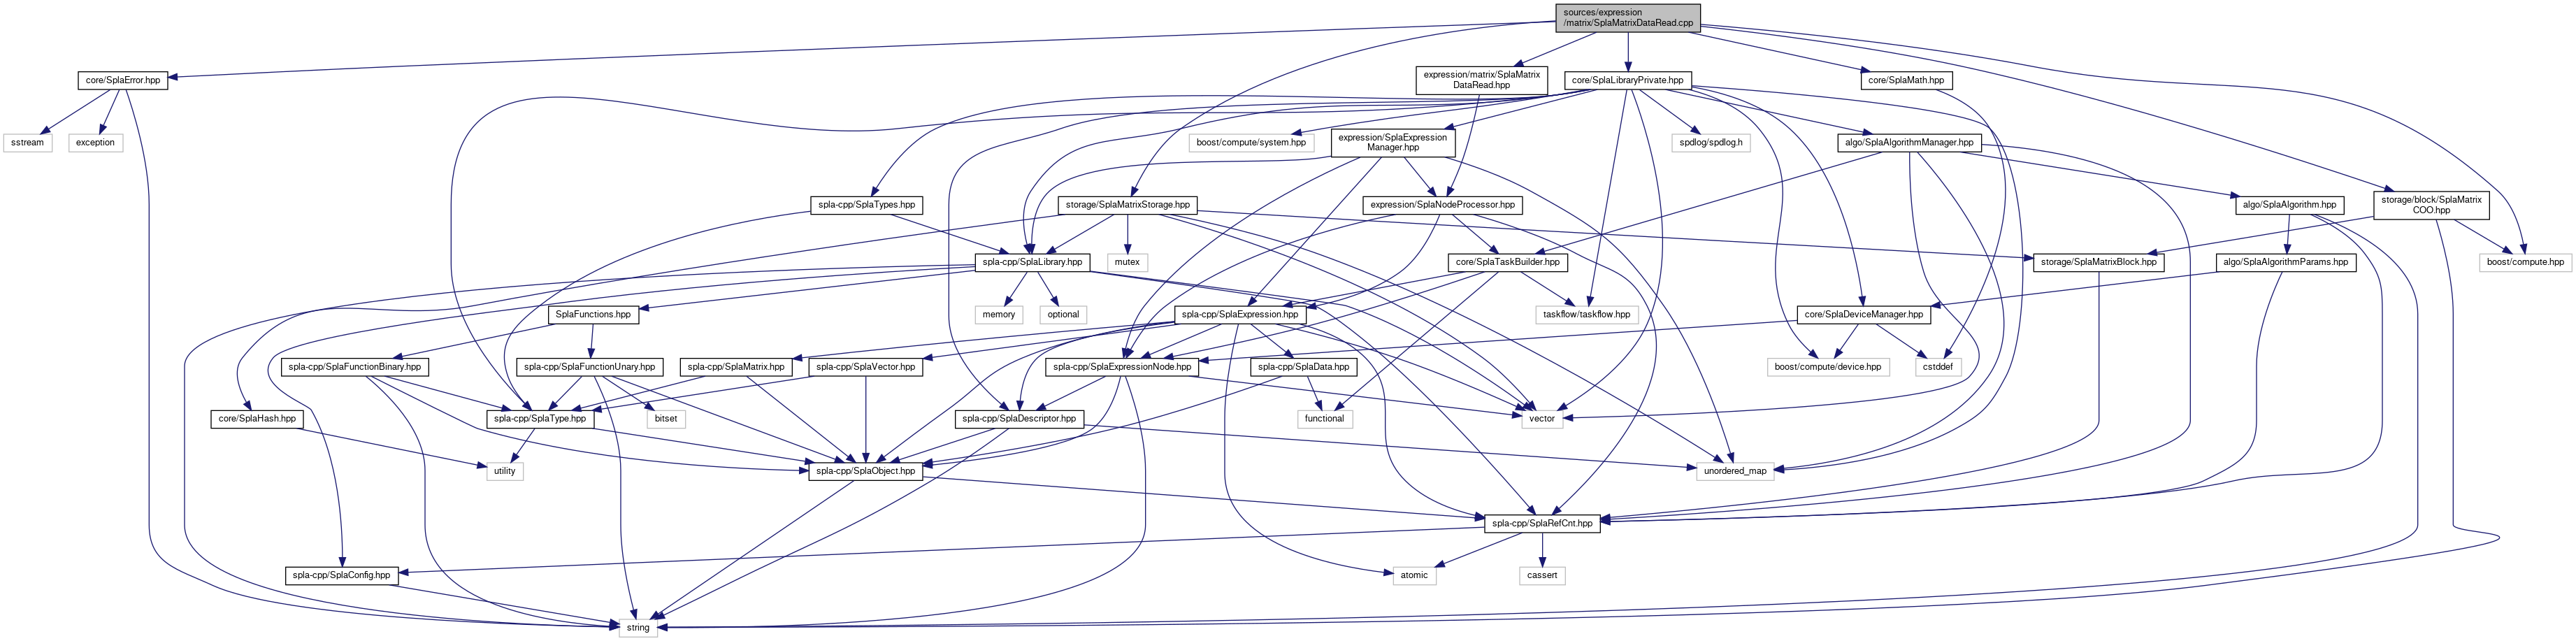 sources/expression
/matrix/SplaMatrixDataRead.cpp
core/SplaError.hpp
expression/matrix/SplaMatrix
DataRead.hpp
core/SplaLibraryPrivate.hpp
core/SplaMath.hpp
sstream
exception
boost/compute/system.hpp
expression/SplaExpression
Manager.hpp
spdlog/spdlog.h
algo/SplaAlgorithmManager.hpp
spla-cpp/SplaTypes.hpp
storage/SplaMatrixStorage.hpp
expression/SplaNodeProcessor.hpp
algo/SplaAlgorithm.hpp
storage/block/SplaMatrix
COO.hpp
spla-cpp/SplaLibrary.hpp
mutex
core/SplaTaskBuilder.hpp
storage/SplaMatrixBlock.hpp
algo/SplaAlgorithmParams.hpp
boost/compute.hpp
SplaFunctions.hpp
memory
optional
spla-cpp/SplaExpression.hpp
taskflow/taskflow.hpp
core/SplaDeviceManager.hpp
spla-cpp/SplaFunctionBinary.hpp
spla-cpp/SplaFunctionUnary.hpp
spla-cpp/SplaMatrix.hpp
spla-cpp/SplaVector.hpp
spla-cpp/SplaExpressionNode.hpp
spla-cpp/SplaData.hpp
boost/compute/device.hpp
cstddef
core/SplaHash.hpp
spla-cpp/SplaType.hpp
bitset
spla-cpp/SplaDescriptor.hpp
functional
vector
utility
spla-cpp/SplaObject.hpp
unordered_map
spla-cpp/SplaRefCnt.hpp
spla-cpp/SplaConfig.hpp
atomic
cassert
string